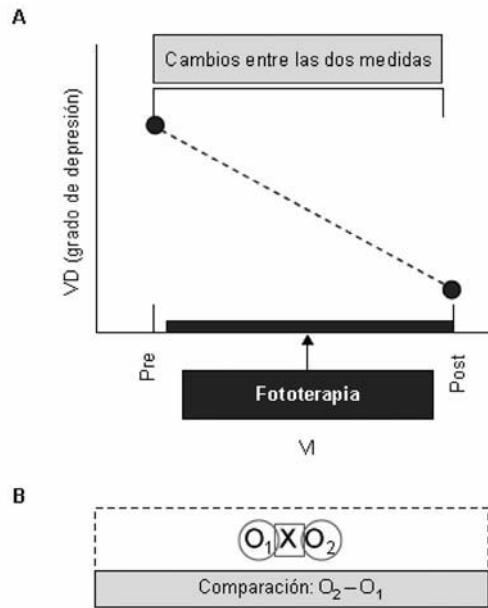 A
Cambios entre las dos medidas
VD (grado de depresión)
Pre
Post
Fototerapia
VI
B
O₁ X O₂
Comparación: O₂ – O₁